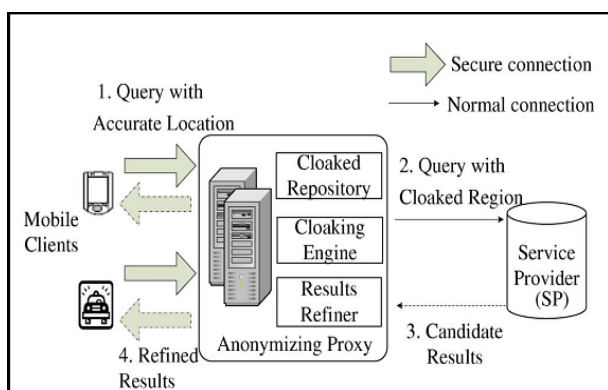 Secure connection
Normal connection
1. Query with
Accurate Location
Mobile
Clients
4. Refined
Results
Cloaked
Repository
Cloaking
Engine
Results
Refiner
Anonymizing Proxy
2. Query with
Cloaked Region
3. Candidate
Results
Service
Provider
(SP)